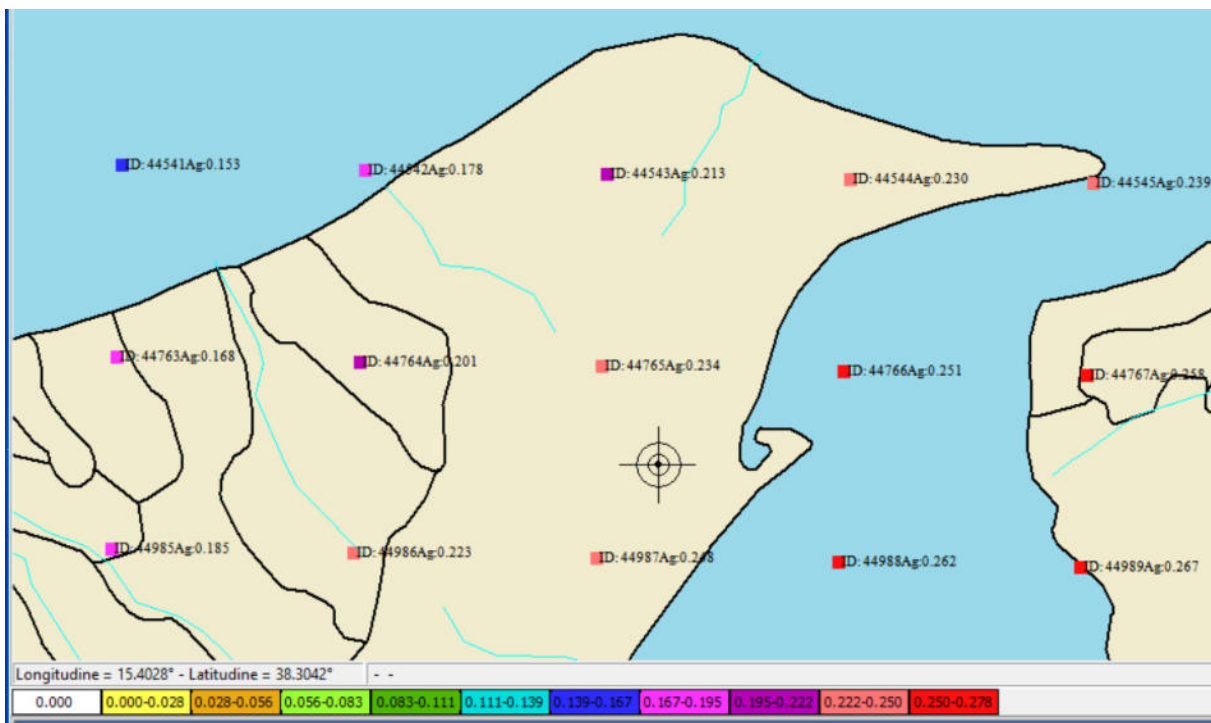 ID: 44541Ag:0.153
ID: 44542Ag:0.178
ID: 44543Ag:0.213
ID: 44544Ag:0.230
ID: 44545Ag:0.239
ID: 44763Ag:0.168
ID: 44764Ag:0.201
ID: 44765Ag:0.234
ID: 44766Ag:0.251
ID: 44767Ag:0.258
ID: 44985Ag:0.185
ID: 44986Ag:0.223
ID: 44987Ag:0.248
ID: 44988Ag:0.262
ID: 44989Ag:0.267
Longitudine = 15.4028° - Latitudine = 38.3042° - -
0.000 0.000-0.028 0.028-0.056 0.056-0.083 0.083-0.111 0.111-0.139 0.139-0.167 0.167-0.195 0.195-0.222 0.222-0.250 0.250-0.278